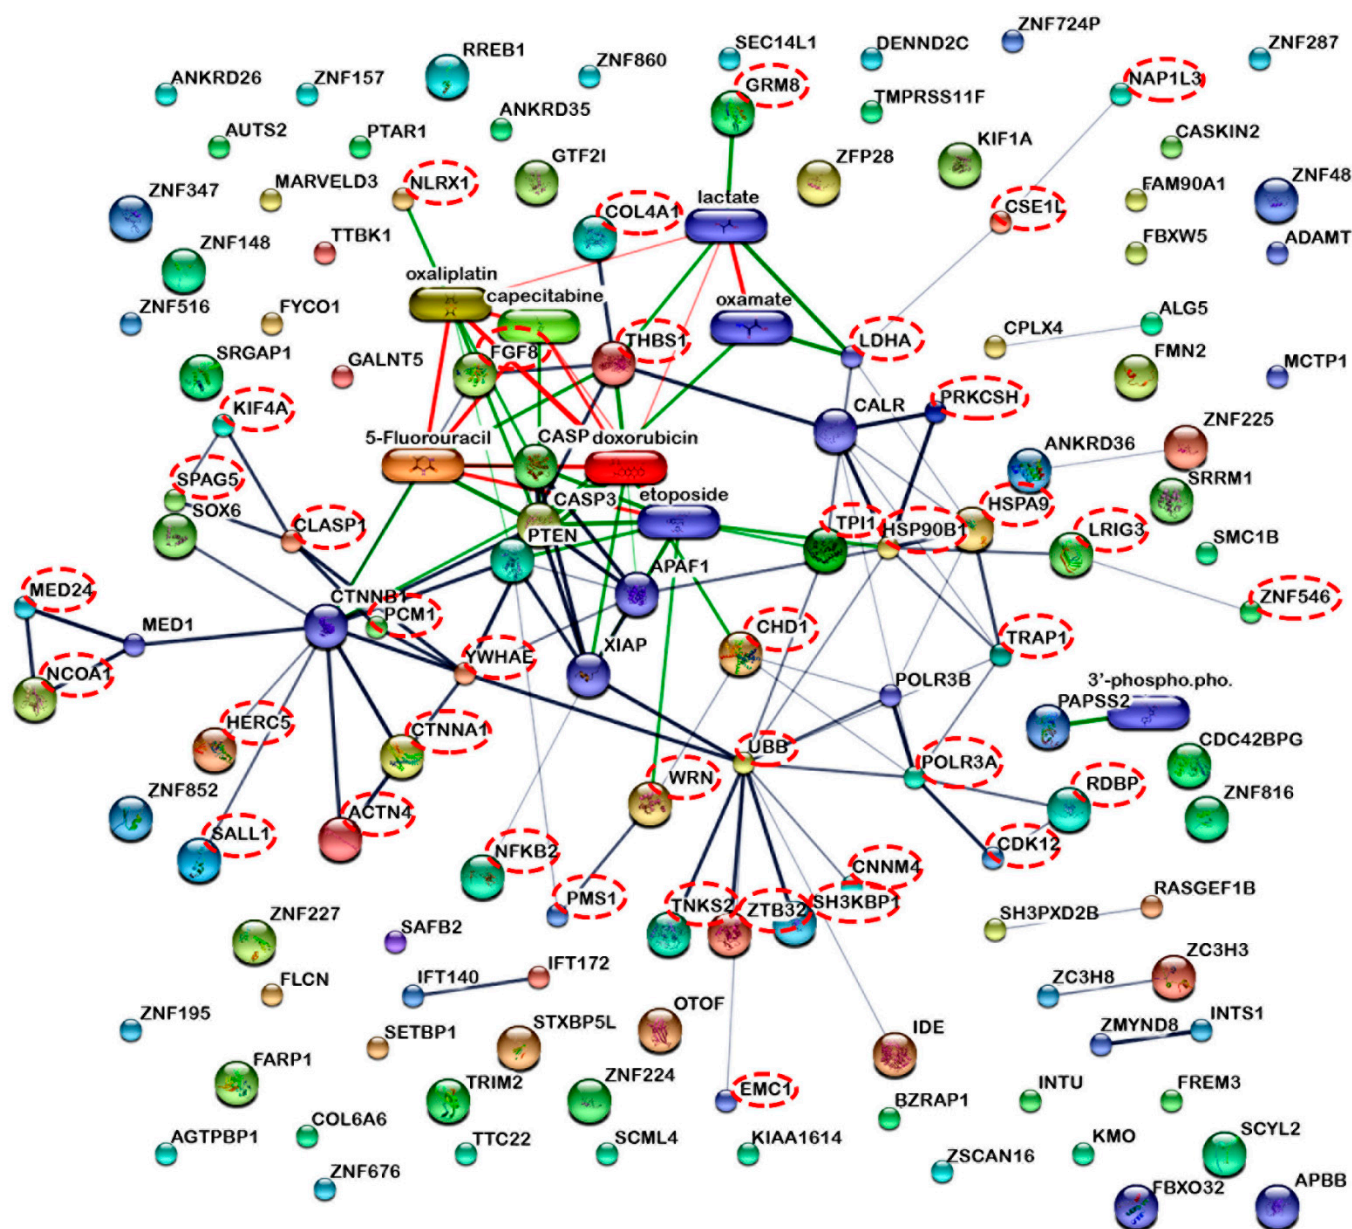 ZNF724P
RREB1
SEC14L1
DENND2C
ZNF287
ANKRD26
ZNF157
ZNF860
GRM8
NAP1L3
TMPRSS11F
ANKRD35
AUTS2
PTAR1
CASKIN2
GTF2I
ZFP28
KIF1A
ZNF347
MARVELD3
NLRX1
lactate
FAM90A1
ZNF48
COL4A1
CSE1L
ZNF148
TTBK1
FBXW5
ADAMT
oxaliplatin
capecitabine
oxamate
ZNF516
FYCO1
CPLX4
ALG5
SRGAP1
GALNT5
FGF8
THBS1
LDHA
FMN2
MCTP1
KIF4A
CALR
PRKCSH
ZNF225
5-Fluorouracil
CASP
doxorubicin
ANKRD36
SPAG5
SOX6
CASP3
etoposide
HSPA9
SRRM1
CLASP1
PTEN
TPI1
HSP90B1
LRIG3
SMC1B
APAF1
MED24
CTNNB1
ZNF546
MED1
PCM1
CHD1
TRAP1
NCOA1
YWHAE
XIAP
POLR3B
3'-phospho.pho.
PAPSS2
HERC5
CTNNA1
UBB
CDC42BPG
WRN
POLR3A
RDBP
ZNF852
ACTN4
ZNF816
SALL1
NFKB2
CDK12
CNNM4
PMS1
TNKS2
ZTB32
SH3KBP1
RASGEF1B
ZNF227
SAFB2
SH3PXD2B
FLCN
IFT140
IFT172
ZC3H8
ZC3H3
ZNF195
SETBP1
STXBP5L
OTOF
IDE
ZMYND8
INTS1
FARP1
TRIM2
ZNF224
EMC1
INTU
FREM3
BZRAP1
COL6A6
AGTPBP1
TTC22
SCML4
KIAA1614
KMO
SCYL2
ZNF676
ZSCAN16
FBXO32
APBB